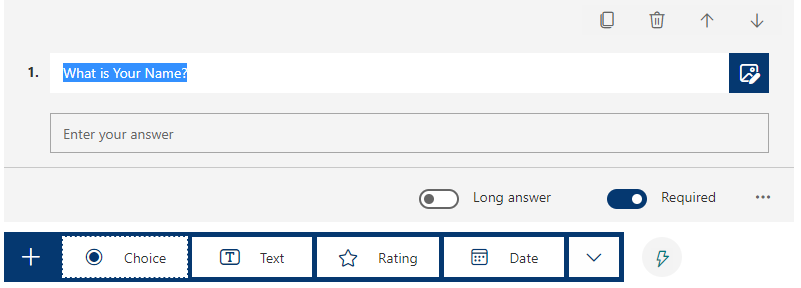 1. What is Your Name?
Enter your answer
Long answer Required
Choice Text Rating Date